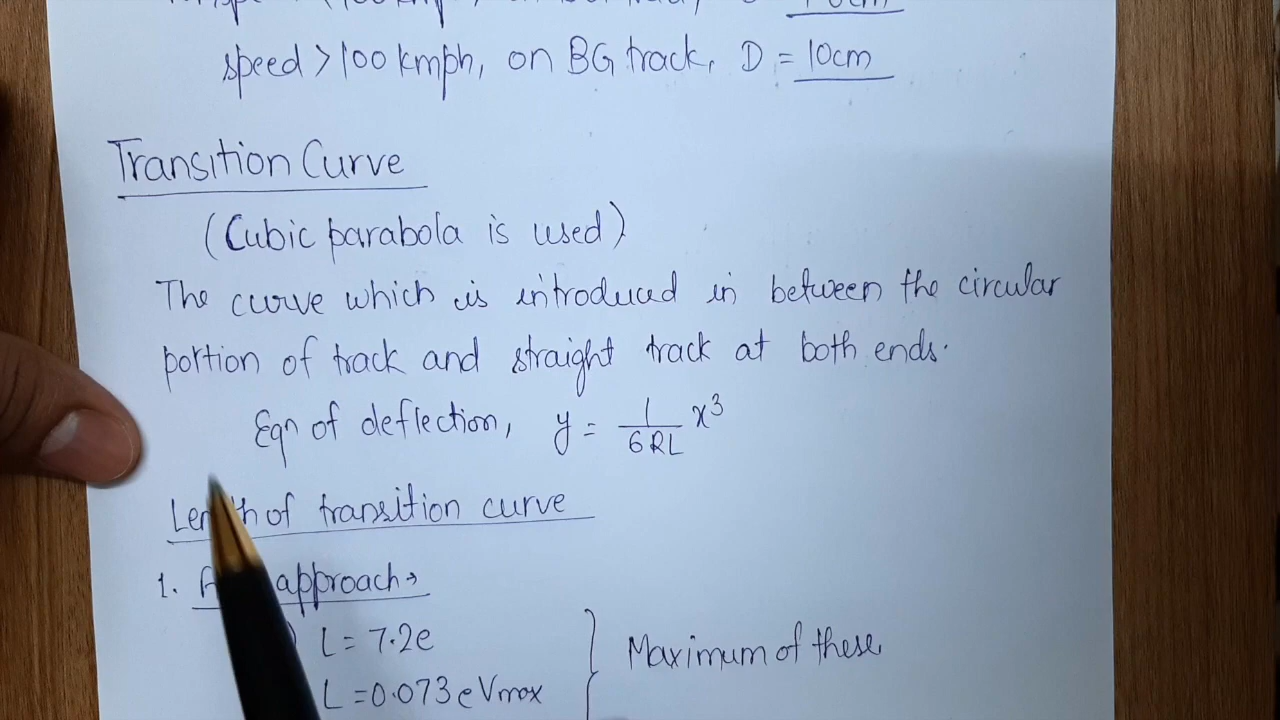 speed > 100 kmph, on BG track, D = 10cm
Transition Curve
(Cubic parabola is used)
The curve which is introduced in between the circular
portion of track and straight track at both ends.
Eqn of deflection, y = 1/6RL x³
of transition curve
1. approach→
L = 7.2e
L = 0.073 e Vmax
Maximum of these